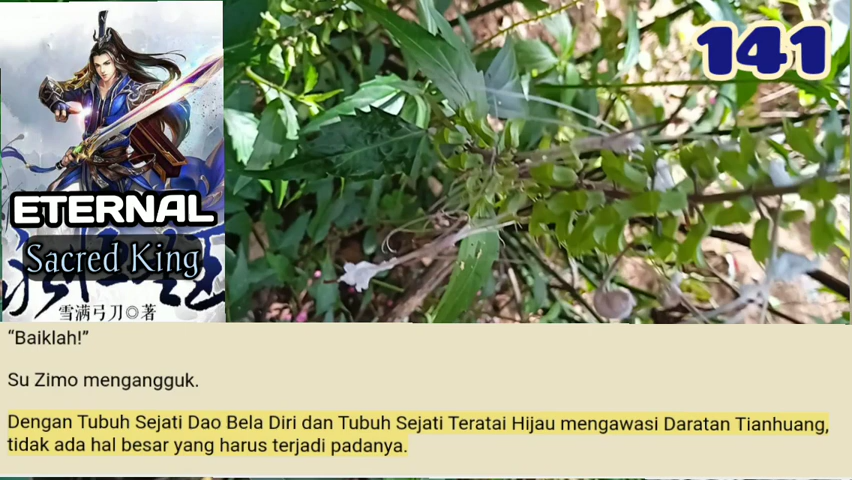 141
ETERNAL
Sacred King
雪满弓刀◎著
“Baiklah!”
Su Zimo mengangguk.
Dengan Tubuh Sejati Dao Bela Diri dan Tubuh Sejati Teratai Hijau mengawasi Daratan Tianhuang,
tidak ada hal besar yang harus terjadi padanya.